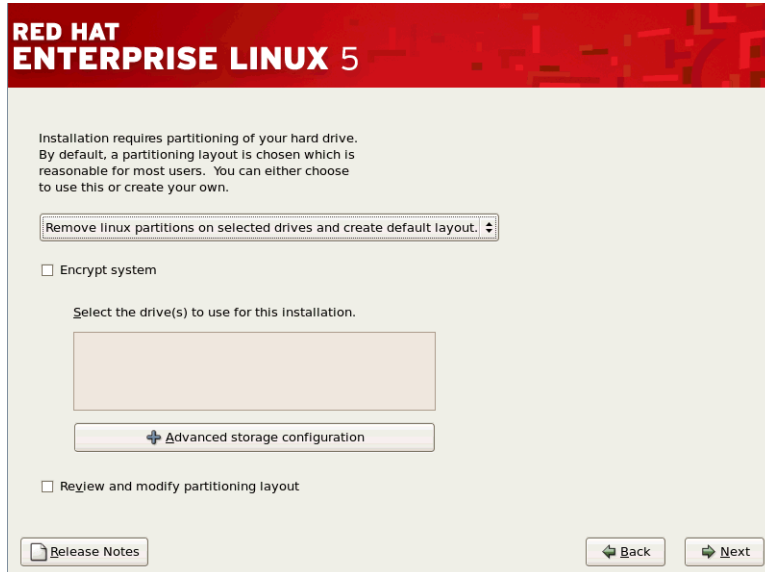 RED HAT
ENTERPRISE LINUX 5
Installation requires partitioning of your hard drive.
By default, a partitioning layout is chosen which is
reasonable for most users.  You can either choose
to use this or create your own.
Remove linux partitions on selected drives and create default layout.
Encrypt system
Select the drive(s) to use for this installation.
Advanced storage configuration
Review and modify partitioning layout
Release Notes
Back
Next